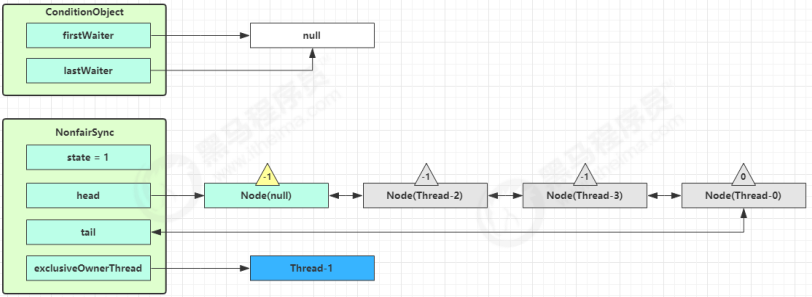 ConditionObject
firstWaiter
null
lastWaiter
NonfairSync
state = 1
-1
-1
-1
0
head
Node(null)
Node(Thread-2)
Node(Thread-3)
Node(Thread-0)
tail
exclusiveOwnerThread
Thread-1
黑马程序员
www.itheima.com
黑马程序员
www.itheima.com